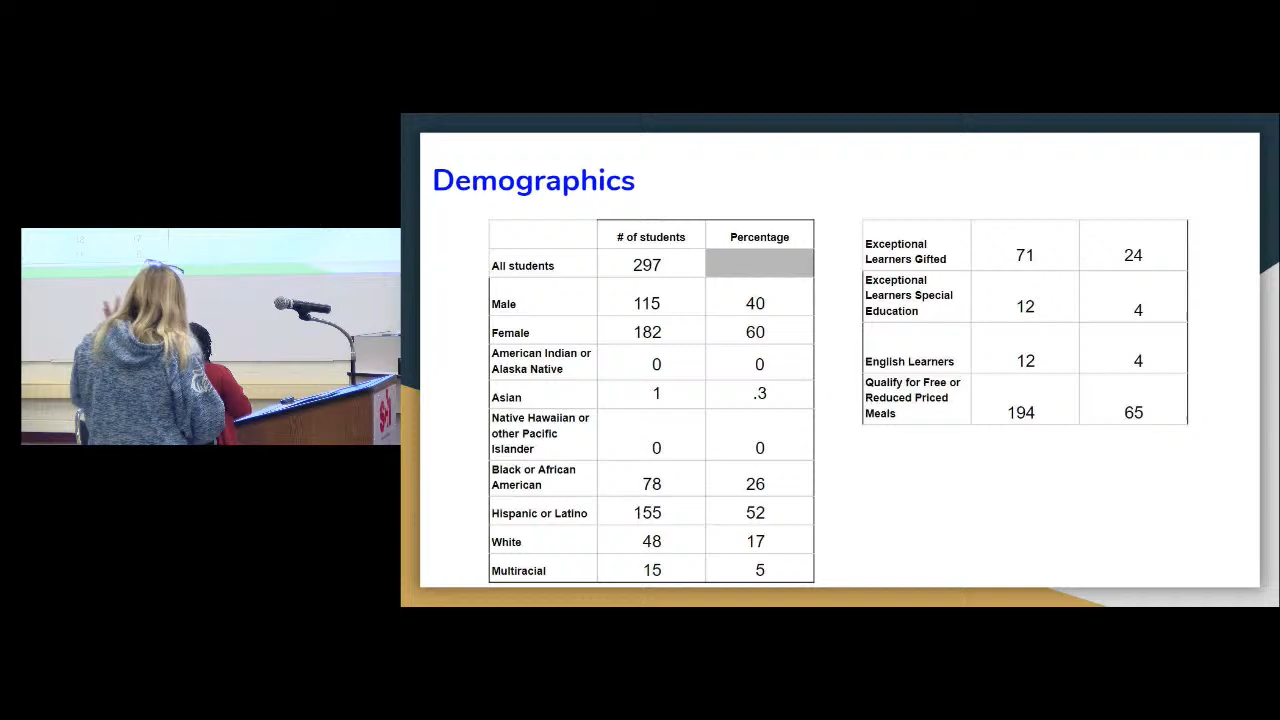 Demographics
# of students Percentage
All students 297
Male 115 40
Female 182 60
American Indian or
Alaska Native 0 0
Asian 1 .3
Native Hawaiian or
other Pacific
Islander 0 0
Black or African
American 78 26
Hispanic or Latino 155 52
White 48 17
Multiracial 15 5
Exceptional
Learners Gifted 71 24
Exceptional
Learners Special
Education 12 4
English Learners 12 4
Qualify for Free or
Reduced Priced
Meals 194 65